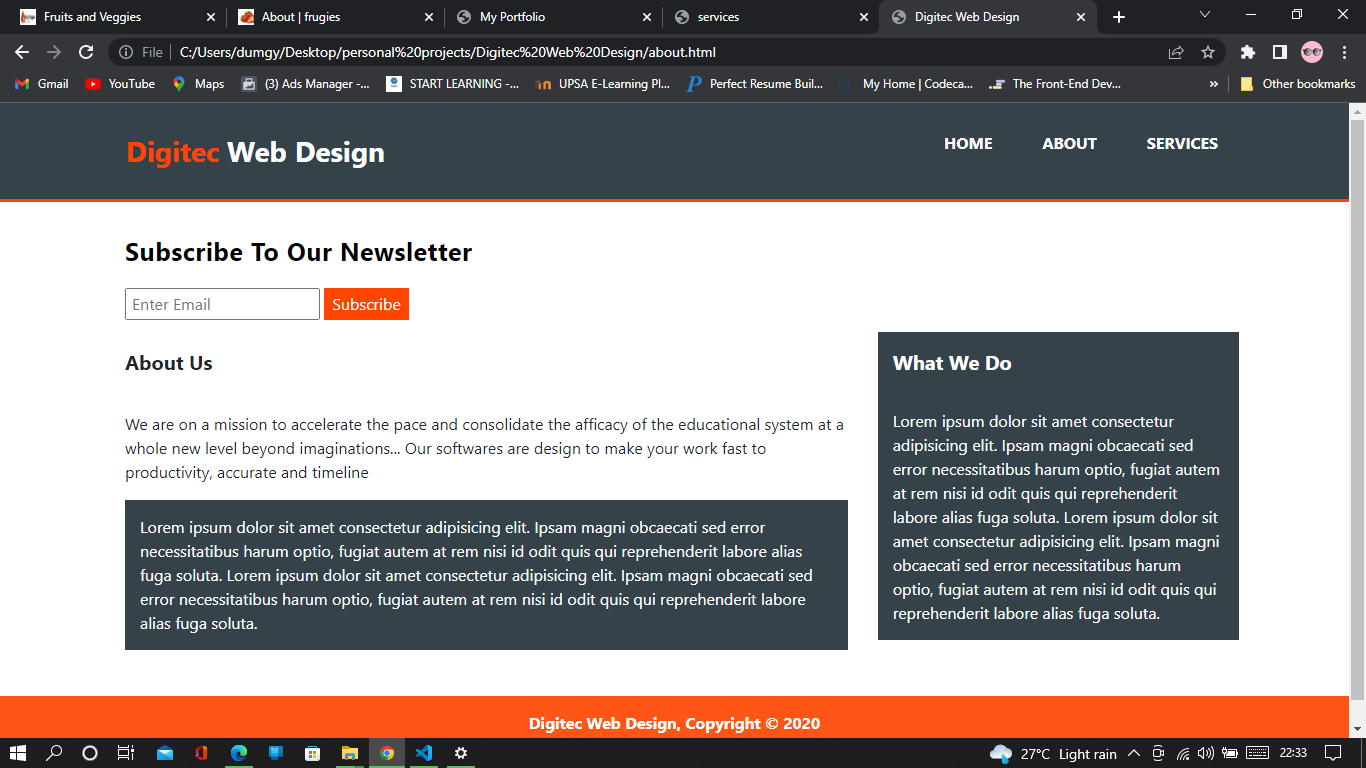 Fruits and Veggies
About | frugies
My Portfolio
services
Digitec Web Design
File
C:/Users/dumgy/Desktop/personal%20projects/Digitec%20Web%20Design/about.html
Gmail
YouTube
Maps
(3) Ads Manager -...
START LEARNING -...
UPSA E-Learning Pl...
Perfect Resume Buil...
My Home | Codeca...
The Front-End Dev...
»
Other bookmarks
Digitec Web Design
HOME
ABOUT
SERVICES
Subscribe To Our Newsletter
Enter Email
Subscribe
About Us
We are on a mission to accelerate the pace and consolidate the afficacy of the educational system at a
whole new level beyond imaginations... Our softwares are design to make your work fast to
productivity, accurate and timeline
Lorem ipsum dolor sit amet consectetur adipisicing elit. Ipsam magni obcaecati sed error
necessitatibus harum optio, fugiat autem at rem nisi id odit quis qui reprehenderit labore alias
fuga soluta. Lorem ipsum dolor sit amet consectetur adipisicing elit. Ipsam magni obcaecati sed
error necessitatibus harum optio, fugiat autem at rem nisi id odit quis qui reprehenderit labore
alias fuga soluta.
What We Do
Lorem ipsum dolor sit amet consectetur
adipisicing elit. Ipsam magni obcaecati sed
error necessitatibus harum optio, fugiat autem
at rem nisi id odit quis qui reprehenderit
labore alias fuga soluta. Lorem ipsum dolor sit
amet consectetur adipisicing elit. Ipsam magni
obcaecati sed error necessitatibus harum
optio, fugiat autem at rem nisi id odit quis qui
reprehenderit labore alias fuga soluta.
Digitec Web Design, Copyright © 2020
27°C Light rain
22:33